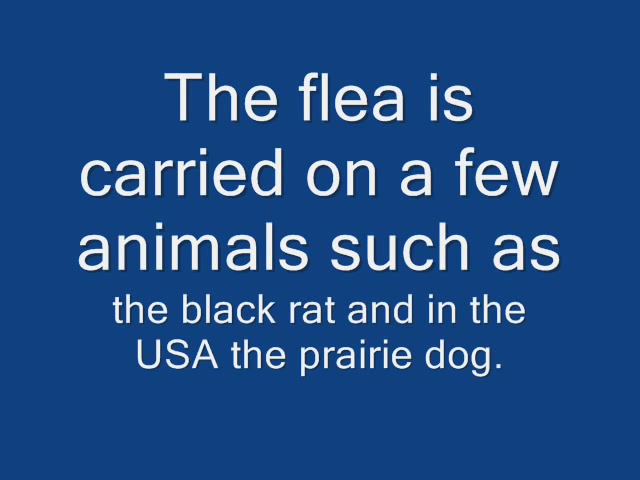 The flea is
carried on a few
animals such as
the black rat and in the
USA the prairie dog.